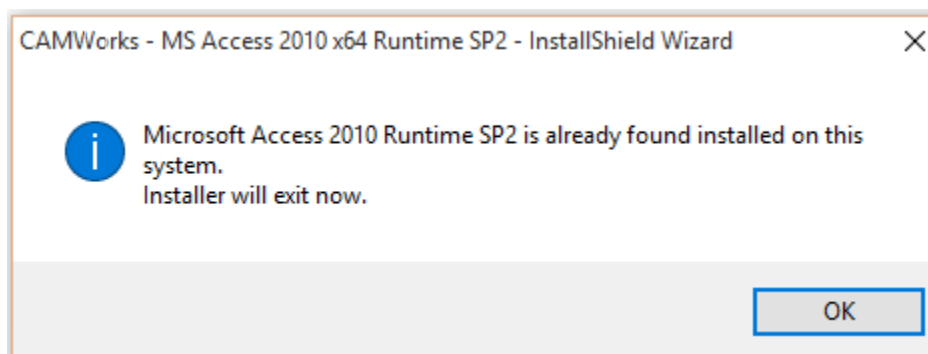 CAMWorks - MS Access 2010 x64 Runtime SP2 - InstallShield Wizard
Microsoft Access 2010 Runtime SP2 is already found installed on this
system.
Installer will exit now.
OK